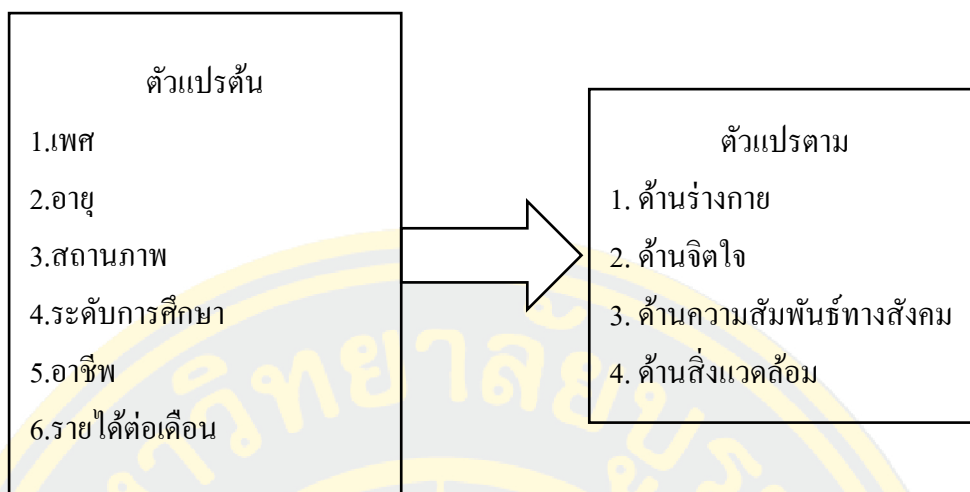 ตัวแปรต้น
1.เพศ
2.อายุ
3.สถานภาพ
4.ระดับการศึกษา
5.อาชีพ
6.รายได้ต่อเดือน
ตัวแปรตาม
1. ด้านร่างกาย
2. ด้านจิตใจ
3. ด้านความสัมพันธ์ทางสังคม
4. ด้านสิ่งแวดล้อม